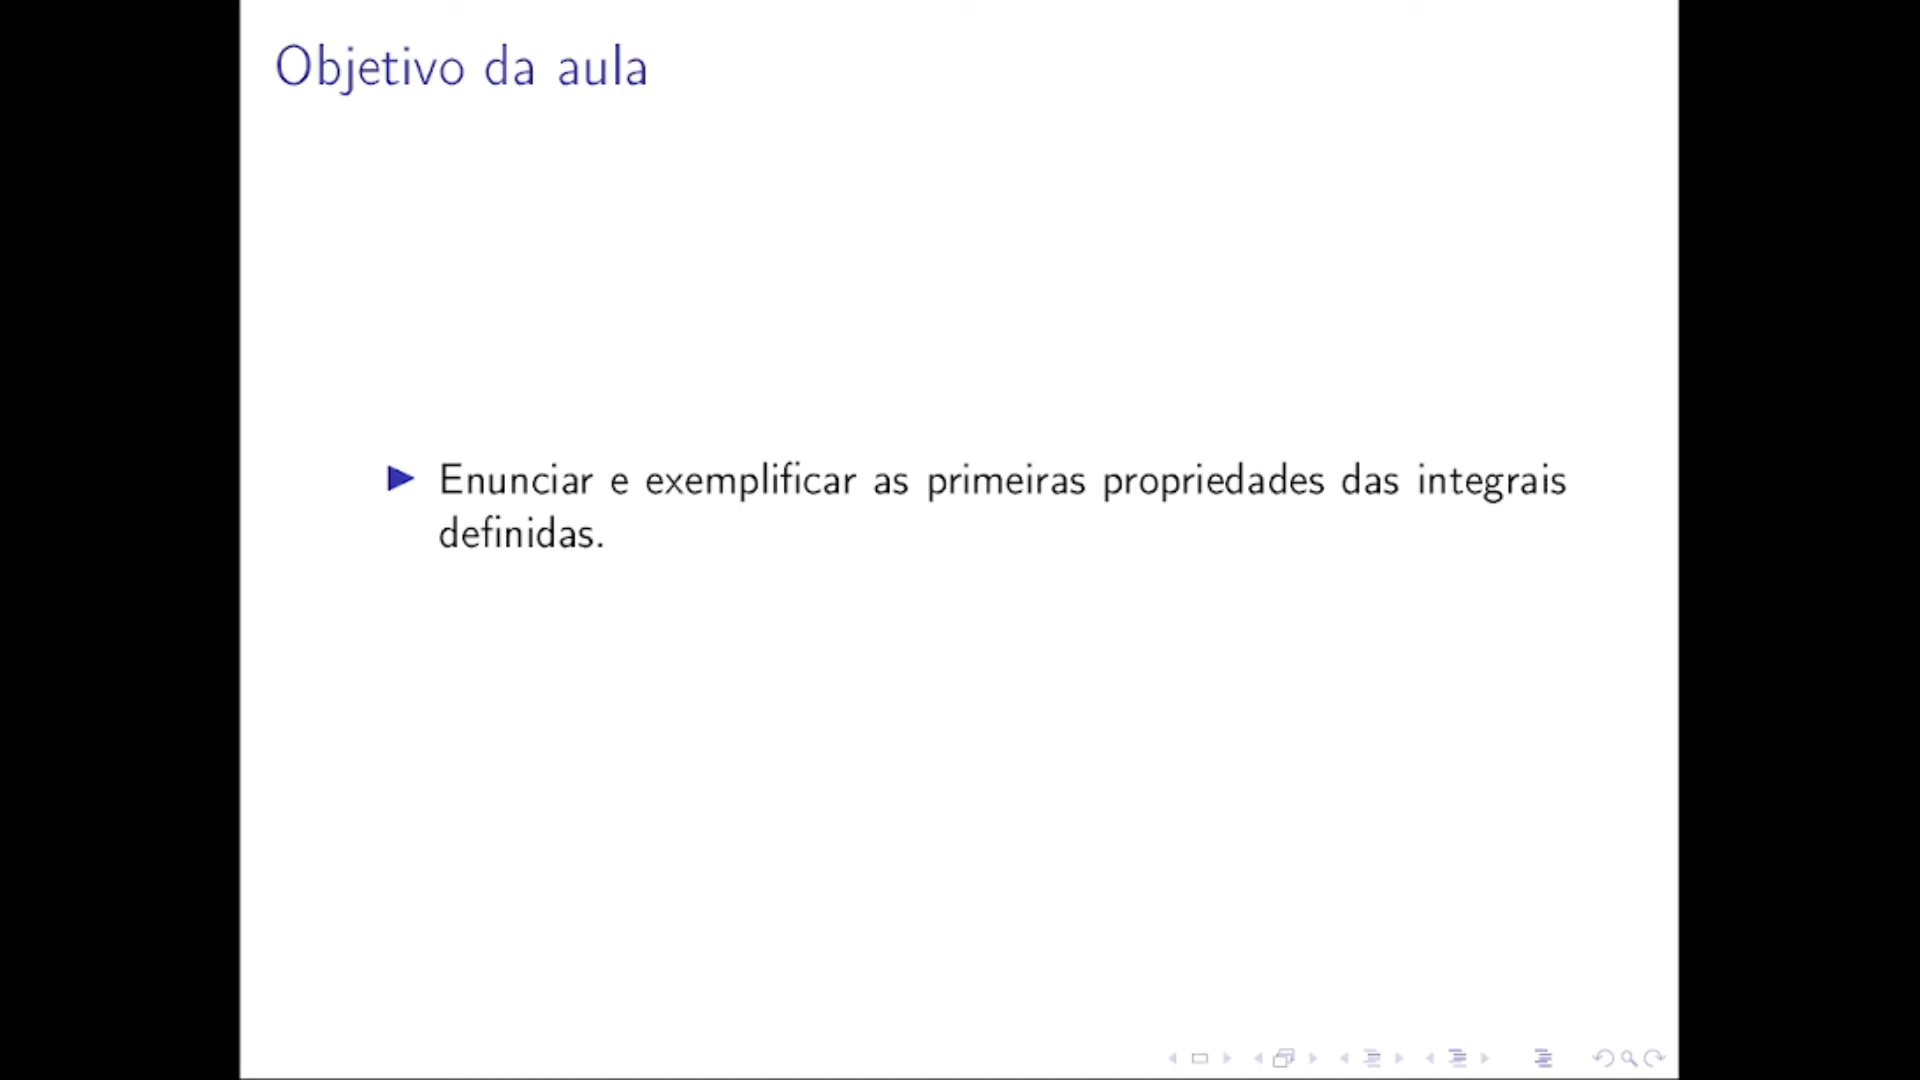 Objetivo da aula
Enunciar e exemplificar as primeiras propriedades das integrais
definidas.